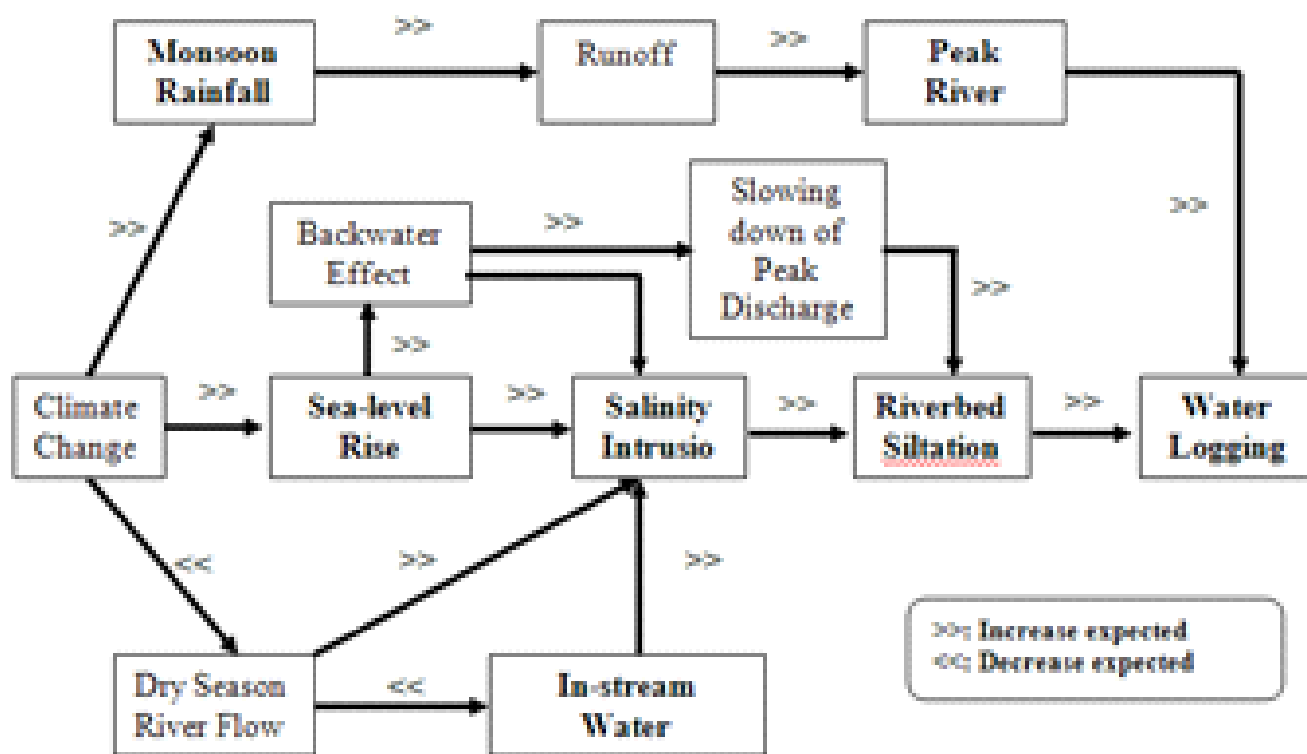 >>
>>
Monsoon
Rainfall
Runoff
Peak
River
>>
Backwater
Effect
>>
Slowing
down of
Peak
Discharge
>>
>>
>>
Climate
Change
>>
Sea-level
Rise
>>
Salinity
Intrusio
>>
Riverbed
Siltation
>>
Water
Logging
<<
>>
>>
Dry Season
River Flow
<<
In-stream
Water
>>: Increase expected
<<: Decrease expected